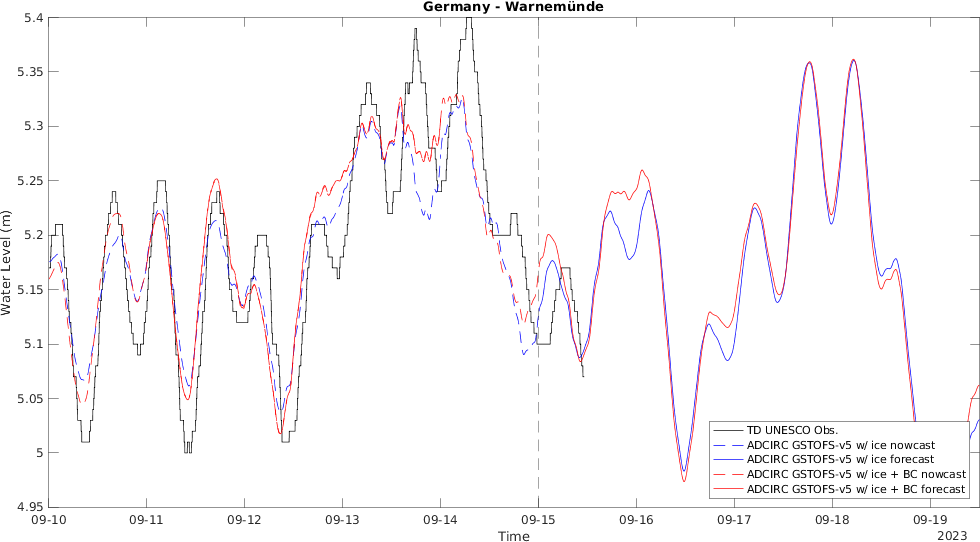 Germany - Warnemünde
5.4
5.35
5.3
5.25
5.2
5.15
5.1
5.05
5
4.95
Water Level (m)
09-10 09-11 09-12 09-13 09-14 09-15 09-16 09-17 09-18 09-19
Time
2023
TD UNESCO Obs.
ADCIRC GSTOFS-v5 w/ ice nowcast
ADCIRC GSTOFS-v5 w/ ice forecast
ADCIRC GSTOFS-v5 w/ ice + BC nowcast
ADCIRC GSTOFS-v5 w/ ice + BC forecast